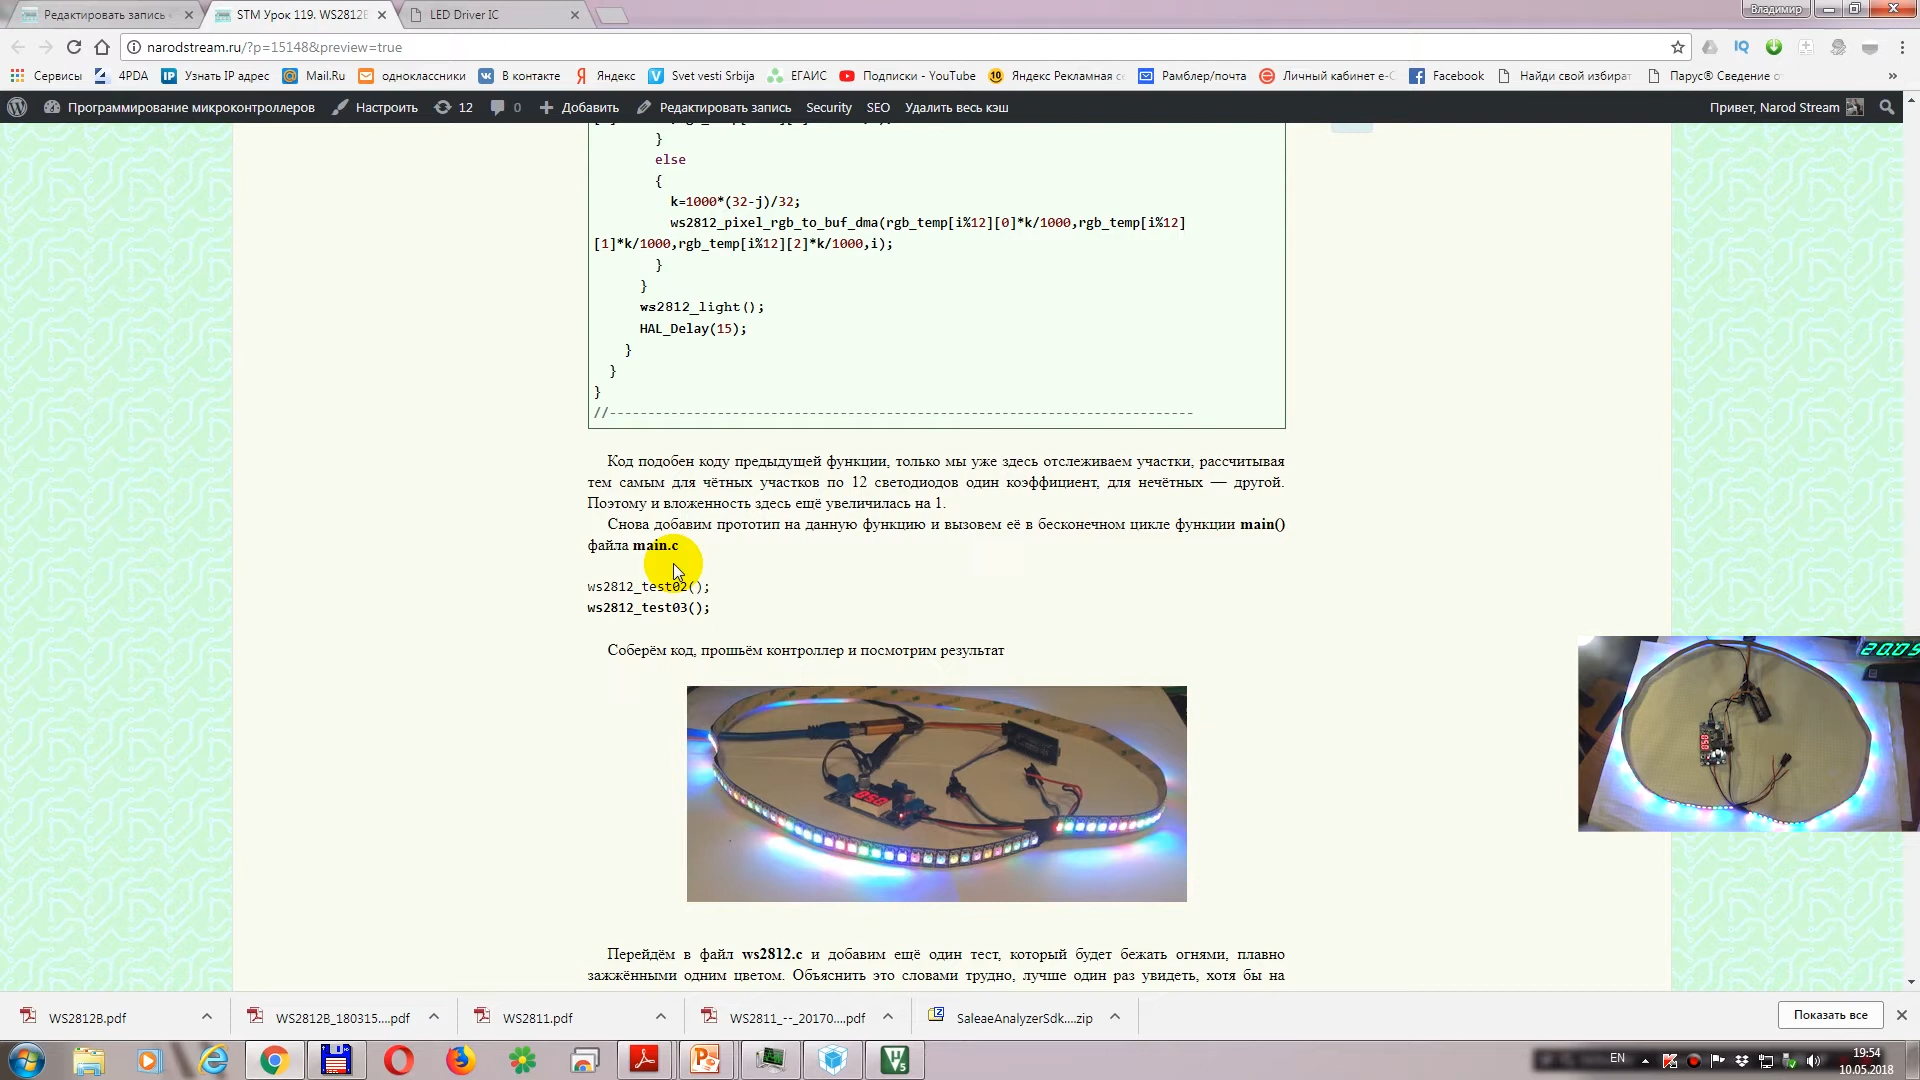 Редактировать запись
STM Урок 119. WS2812B
LED Driver IC
Владимир
narodstream.ru/?p=15148&preview=true
Сервисы 4PDA Узнать IP адрес Mail.Ru одноклассники В контакте Яндекс Svet vesti Srbija ЕГАИС Подписки - YouTube Яндекс Рекламная Рамблер/почта Личный кабинет e- Facebook Найди свой избират Парус® Сведение о »
Программирование микроконтроллеров Настроить 12 0 Добавить Редактировать запись Security SEO Удалить весь кэш Привет, Narod Stream
}
else
{
k=1000*(32-j)/32;
ws2812_pixel_rgb_to_buf_dma(rgb_temp[i%12][0]*k/1000,rgb_temp[i%12]
[1]*k/1000,rgb_temp[i%12][2]*k/1000,i);
}
}
ws2812_light();
HAL_Delay(15);
}
}
}
//----------------------------------------------------------------------------
Код подобен коду предыдущей функции, только мы уже здесь отслеживаем участки, рассчитывая
тем самым для чётных участков по 12 светодиодов один коэффициент, для нечётных — другой.
Поэтому и вложенность здесь ещё увеличилась на 1.
Снова добавим прототип на данную функцию и вызовем её в бесконечном цикле функции main()
файла main.c
ws2812_test02();
ws2812_test03();
Соберём код, прошьём контроллер и посмотрим результат
050
20:09
050
Перейдём в файл ws2812.c и добавим ещё один тест, который будет бежать огнями, плавно
зажжёнными одним цветом. Объяснить это словами трудно, лучше один раз увидеть, хотя бы на
WS2812B.pdf
WS2812B_180315....pdf
WS2811.pdf
WS2811_--_20170....pdf
SaleaeAnalyzerSdk....zip
Показать все
EN
19:54
10.05.2018